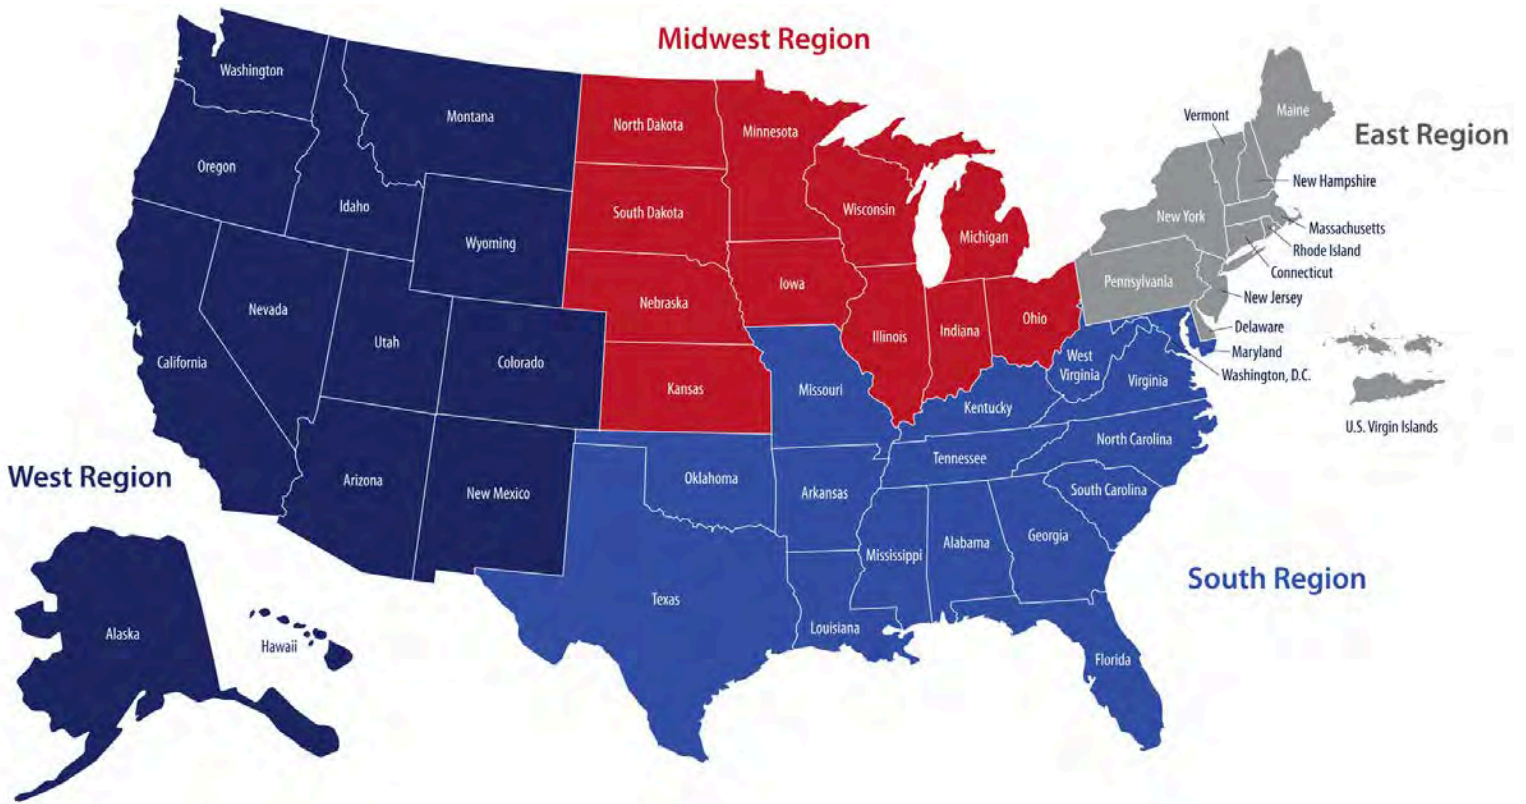 Midwest Region
Washington
Montana
North Dakota
Minnesota
Vermont
Maine
East Region
Oregon
Idaho
South Dakota
Wisconsin
Michigan
New York
New Hampshire
Massachusetts
Rhode Island
Connecticut
Wyoming
Nebraska
Iowa
Pennsylvania
New Jersey
Nevada
Utah
Illinois
Indiana
Ohio
Delaware
Maryland
Washington, D.C.
California
Colorado
Kansas
Missouri
West
Virginia
Virginia
Kentucky
U.S. Virgin Islands
North Carolina
Tennessee
West Region
Arizona
New Mexico
Oklahoma
Arkansas
South Carolina
Mississippi
Alabama
Georgia
South Region
Texas
Louisiana
Alaska
Hawaii
Florida